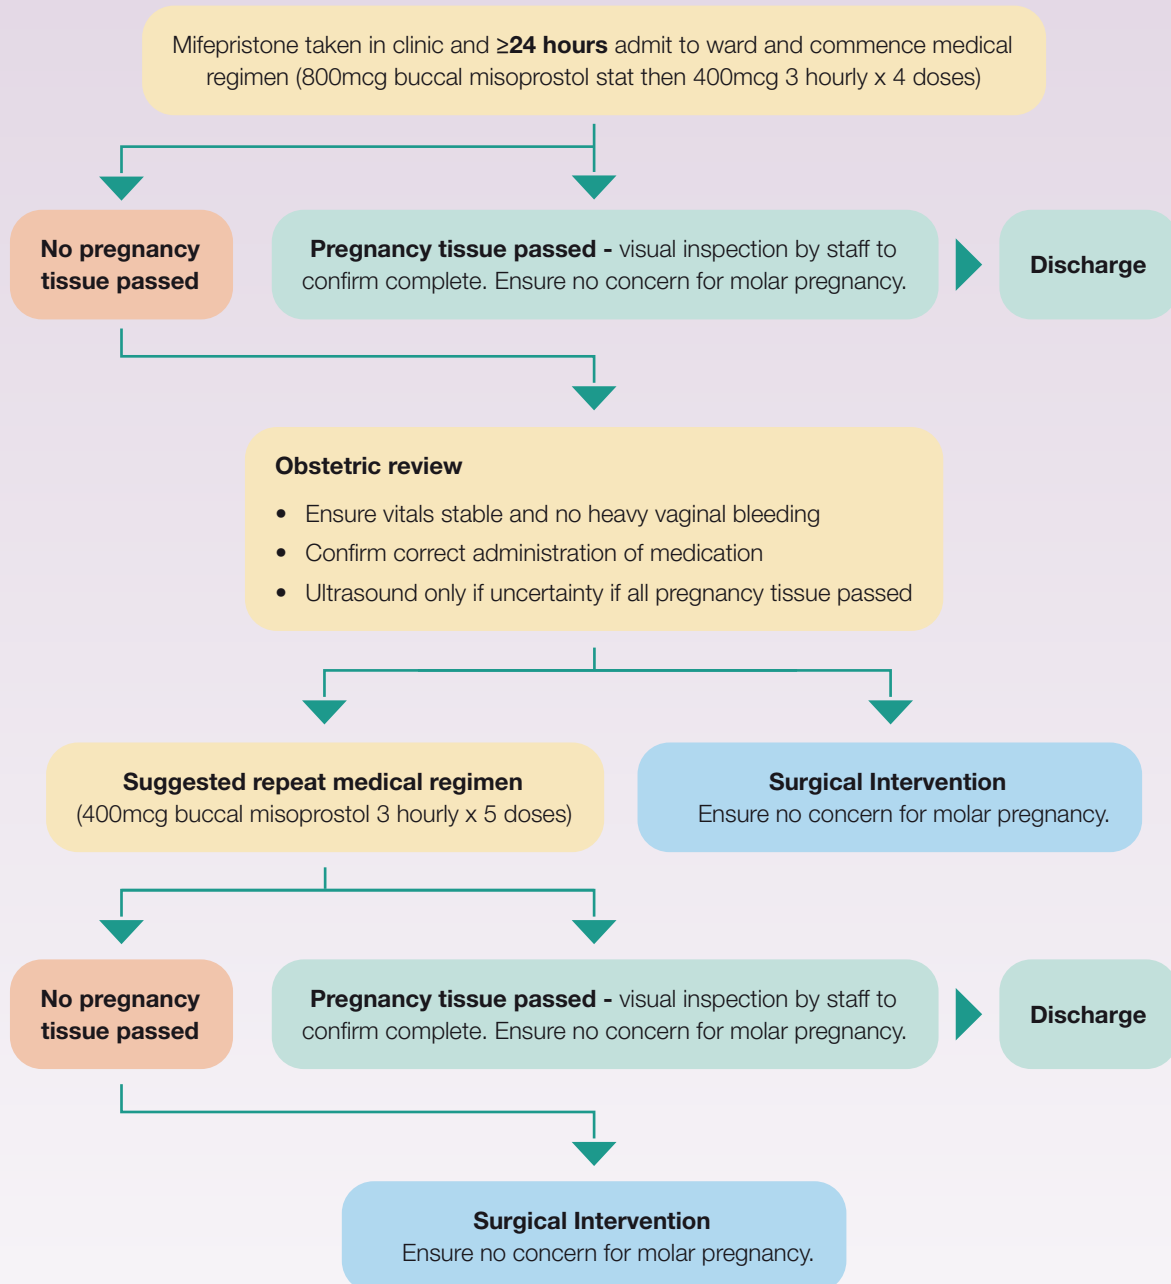 Mifepristone taken in clinic and ≥24 hours admit to ward and commence medical
regimen (800mcg buccal misoprostol stat then 400mcg 3 hourly x 4 doses)
No pregnancy
tissue passed
Pregnancy tissue passed - visual inspection by staff to
confirm complete. Ensure no concern for molar pregnancy.
Discharge
Obstetric review
• Ensure vitals stable and no heavy vaginal bleeding
• Confirm correct administration of medication
• Ultrasound only if uncertainty if all pregnancy tissue passed
Suggested repeat medical regimen
(400mcg buccal misoprostol 3 hourly x 5 doses)
Surgical Intervention
Ensure no concern for molar pregnancy.
No pregnancy
tissue passed
Pregnancy tissue passed - visual inspection by staff to
confirm complete. Ensure no concern for molar pregnancy.
Discharge
Surgical Intervention
Ensure no concern for molar pregnancy.